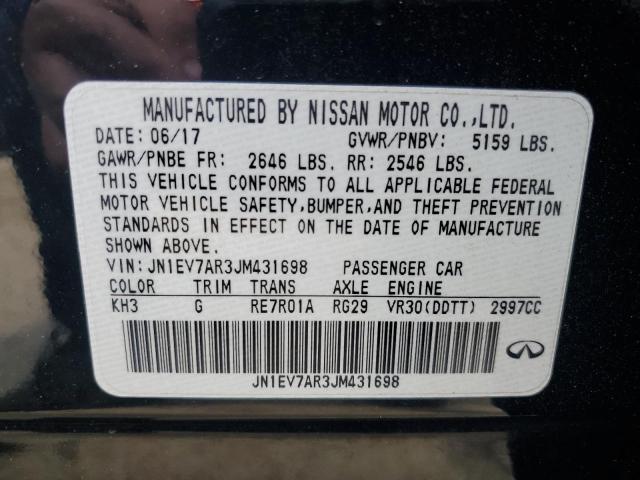 MANUFACTURED BY NISSAN MOTOR CO.,LTD.
DATE: 06/17 GVWR/PNBV: 5159 LBS.
GAWR/PNBE FR: 2646 LBS. RR: 2546 LBS.
THIS VEHICLE CONFORMS TO ALL APPLICABLE FEDERAL
MOTOR VEHICLE SAFETY,BUMPER,AND THEFT PREVENTION
STANDARDS IN EFFECT ON THE DATE OF MANUFACTURE
SHOWN ABOVE.
VIN: JN1EV7AR3JM431698 PASSENGER CAR
COLOR TRIM TRANS AXLE ENGINE
KH3 G RE7R01A RG29 VR30(DDTT) 2997CC
JN1EV7AR3JM431698
INFINITI